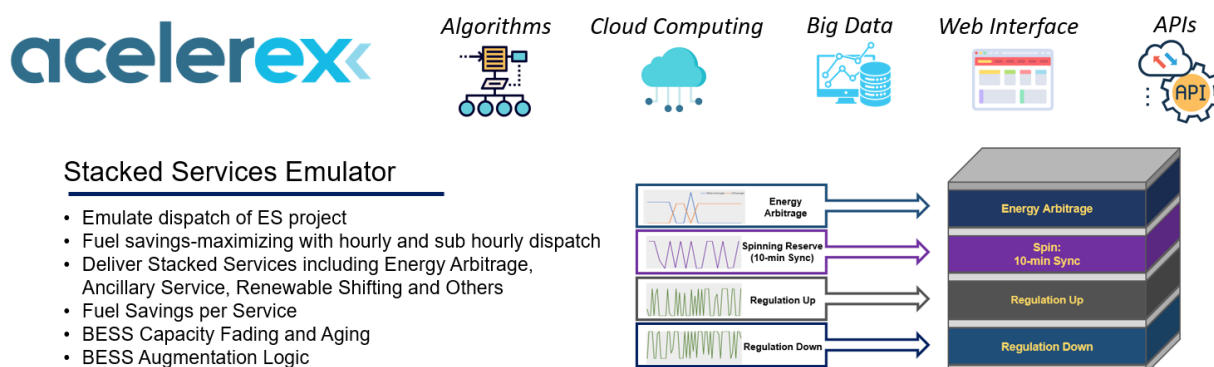 acelerex
Algorithms
Cloud Computing
Big Data
Web Interface
APIs
API
Stacked Services Emulator
• Emulate dispatch of ES project
• Fuel savings-maximizing with hourly and sub hourly dispatch
• Deliver Stacked Services including Energy Arbitrage,
Ancillary Service, Renewable Shifting and Others
• Fuel Savings per Service
• BESS Capacity Fading and Aging
• BESS Augmentation Logic
Energy
Arbitrage
Spinning Reserve
(10-min Sync)
Regulation Up
Regulation Down
Energy Arbitrage
Spin:
10-min Sync
Regulation Up
Regulation Down